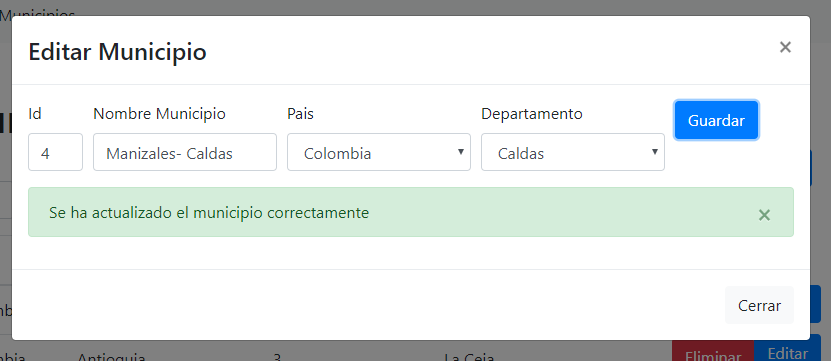 Municipios
Editar Municipio
×
Id Nombre Municipio Pais Departamento
Guardar
4 Manizales- Caldas Colombia Caldas
Se ha actualizado el municipio correctamente ×
Cerrar
Antioquia 3 La Ceja Eliminar Editar